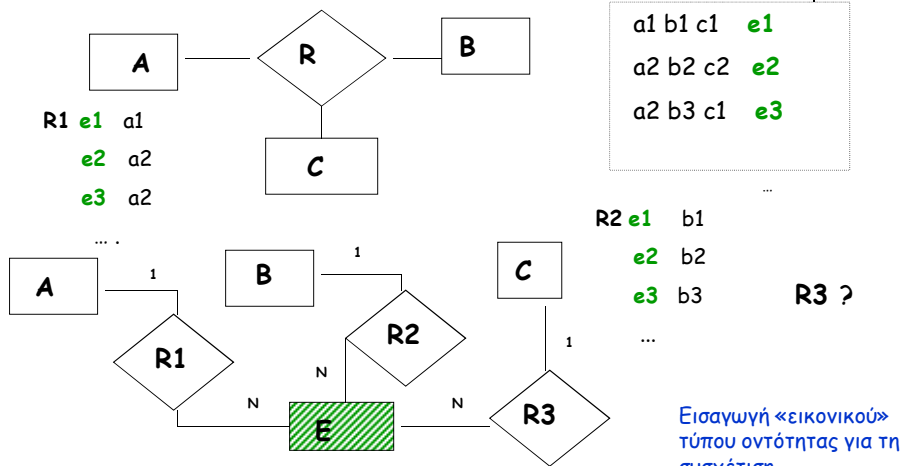 A
R
B
C
a1 b1 c1 e1
a2 b2 c2 e2
a2 b3 c1 e3
...
R1 e1 a1
e2 a2
e3 a2
... .
R2 e1 b1
e2 b2
e3 b3
...
R3 ?
A
1
B
1
C
1
R1
R2
R3
N
N
N
E
Εισαγωγή «εικονικού»
τύπου οντότητας για τη
συσχέτιση